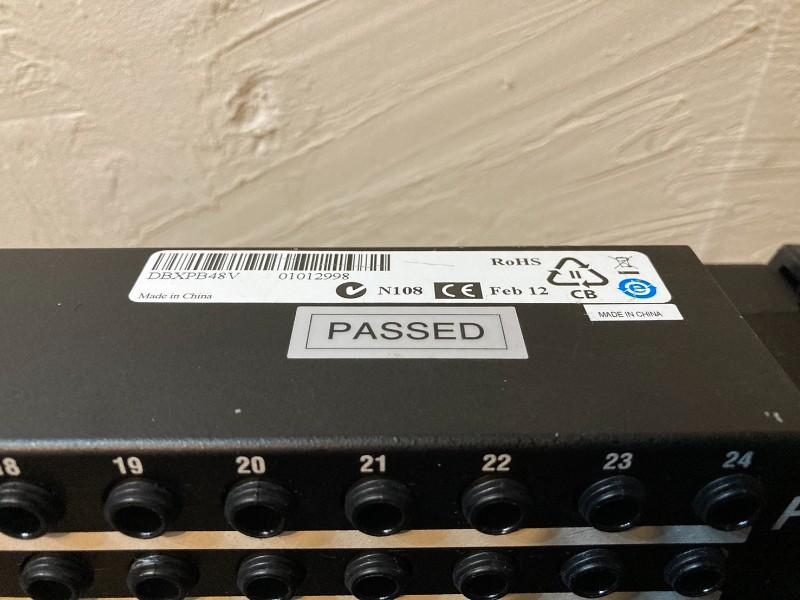 DBXPB48V 01012998 RoHS
Made in China N108 CE Feb 12 CB
MADE IN CHINA
PASSED
18 19 20 21 22 23 24